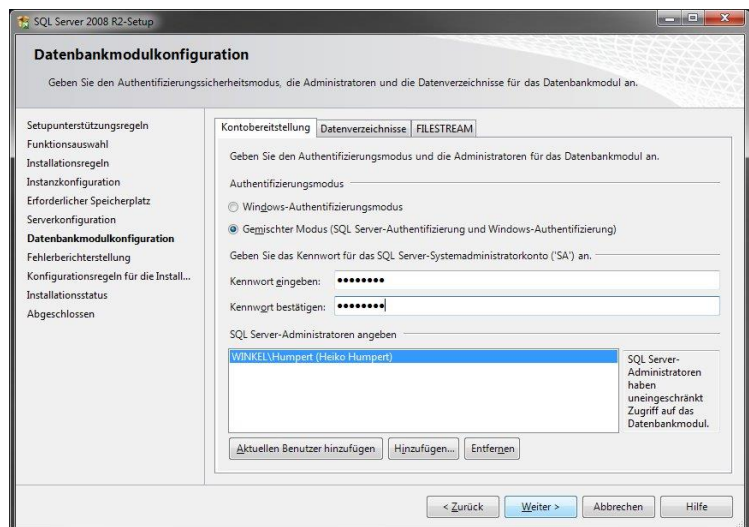 SQL Server 2008 R2-Setup
Datenbankmodulkonfiguration
Geben Sie den Authentifizierungssicherheitsmodus, die Administratoren und die Datenverzeichnisse für das Datenbankmodul an.
Setupunterstützungsregeln
Funktionsauswahl
Installationsregeln
Instanzkonfiguration
Erforderlicher Speicherplatz
Serverkonfiguration
Datenbankmodulkonfiguration
Fehlerberichterstellung
Konfigurationsregeln für die Install...
Installationsstatus
Abgeschlossen
Kontobereitstellung Datenverzeichnisse FILESTREAM
Geben Sie den Authentifizierungsmodus und die Administratoren für das Datenbankmodul an.
Authentifizierungsmodus
Windows-Authentifizierungsmodus
Gemischter Modus (SQL Server-Authentifizierung und Windows-Authentifizierung)
Geben Sie das Kennwort für das SQL Server-Systemadministratorkonto ('SA') an.
Kennwort eingeben: ●●●●●●●●
Kennwort bestätigen: ●●●●●●●●
SQL Server-Administratoren angeben
WINKEL\Humpert (Heiko Humpert)
SQL Server-
Administratoren
haben
uneingeschränkt
Zugriff auf das
Datenbankmodul.
Aktuellen Benutzer hinzufügen Hinzufügen... Entfernen
< Zurück Weiter > Abbrechen Hilfe